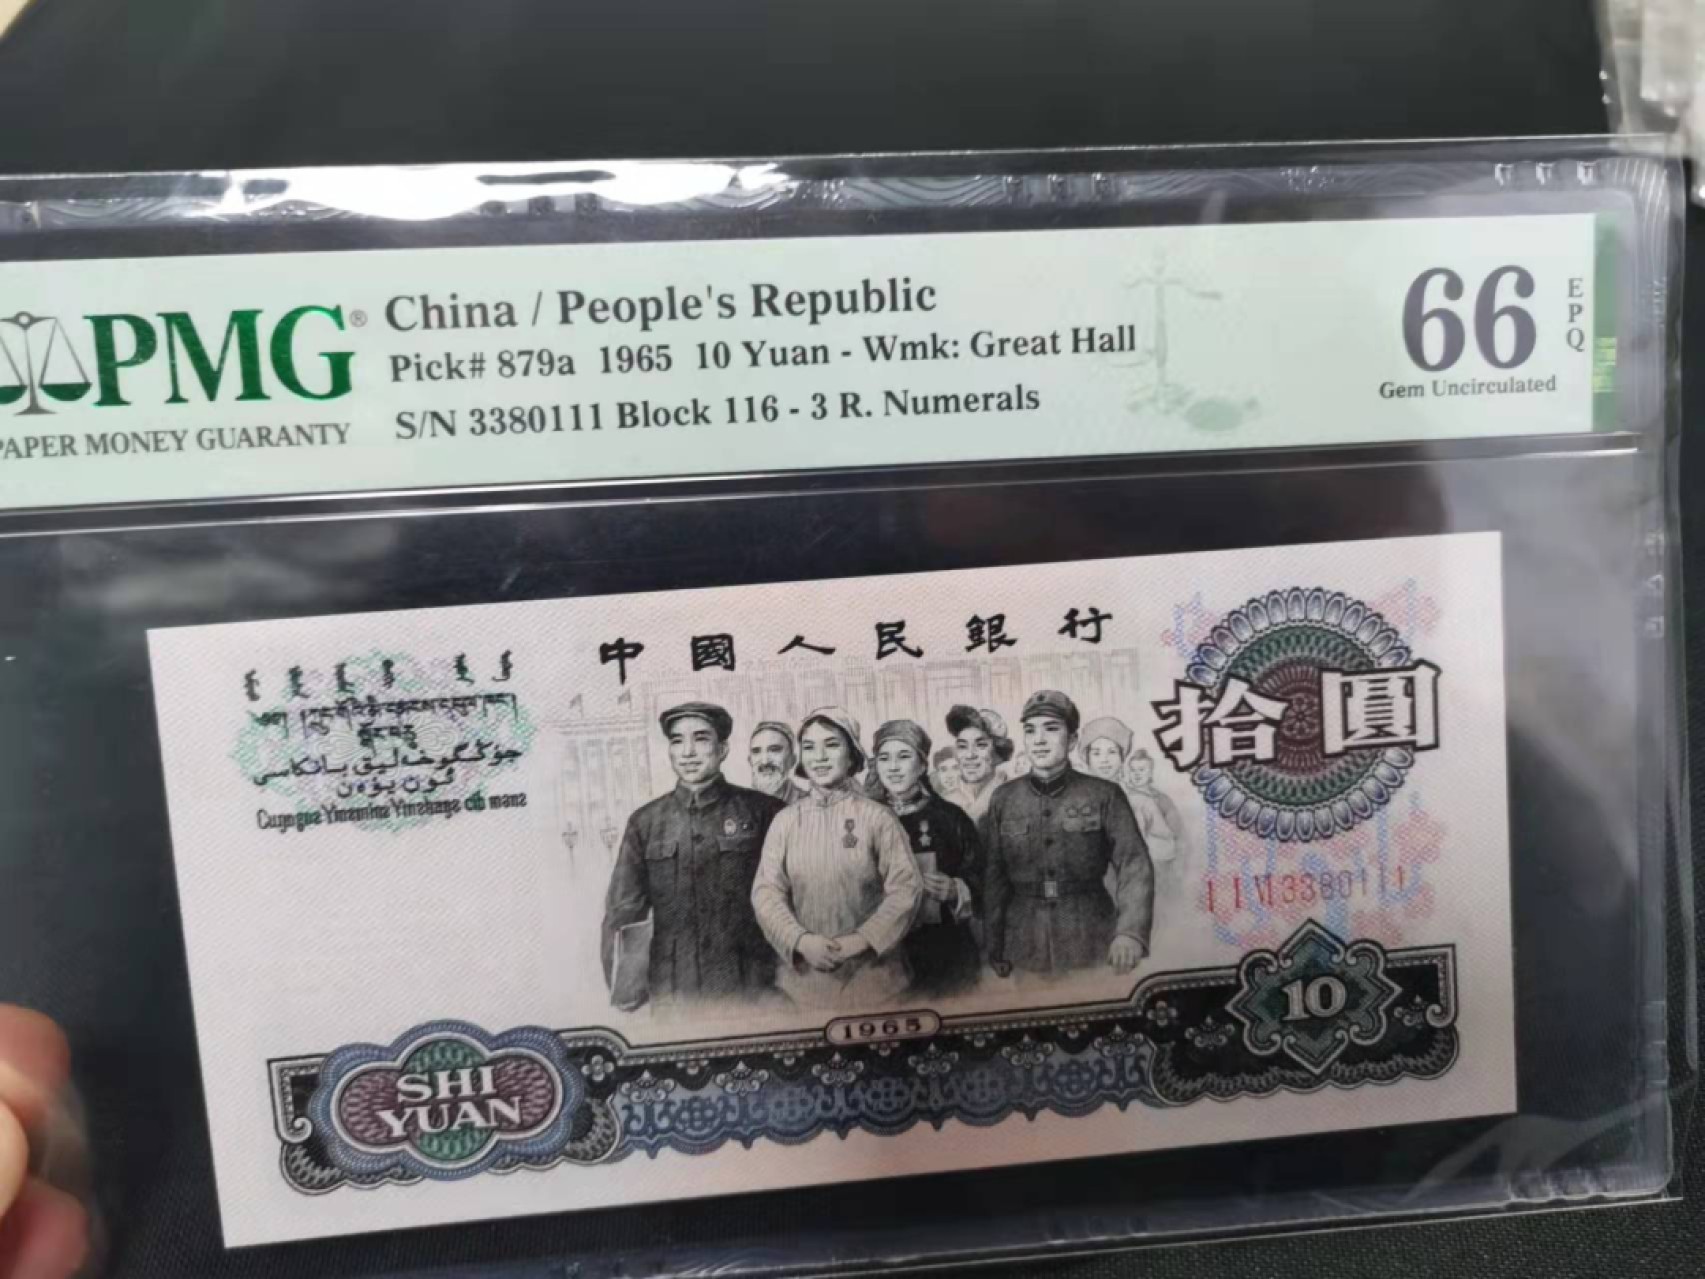 PMG®
PAPER MONEY GUARANTY
China / People's Republic
Pick# 879a 1965 10 Yuan - Wmk: Great Hall
S/N 3380111 Block 116 - 3 R. Numerals
66
EPQ
Gem Uncirculated
中國人民銀行
拾圓
I I VI 3380111
10
1965
SHI
YUAN